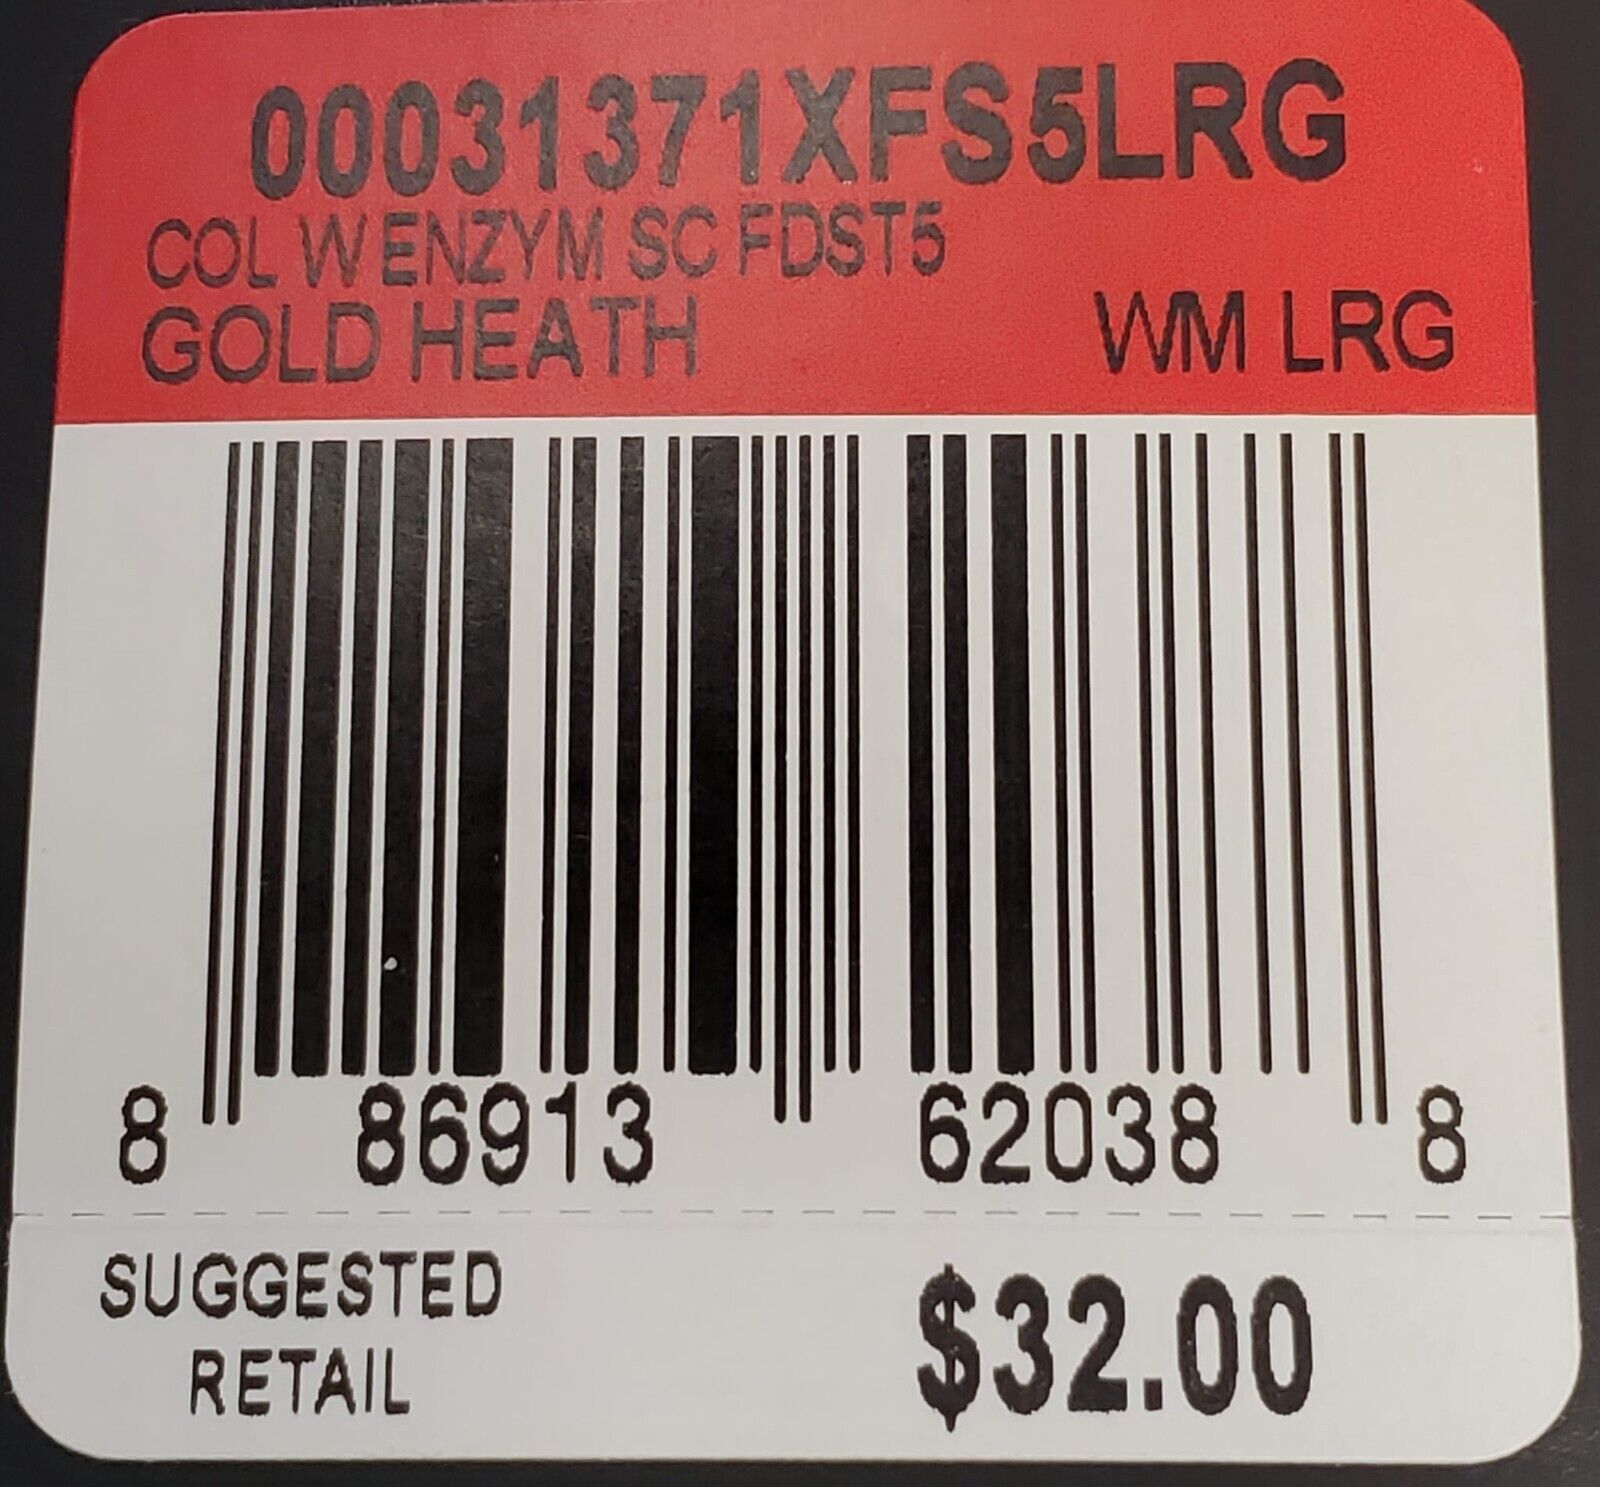 00031371XFS5LRG
COL W ENZYM SC FDST5
GOLD HEATH WM LRG
8 86913 62038 8
SUGGESTED
RETAIL
$32.00